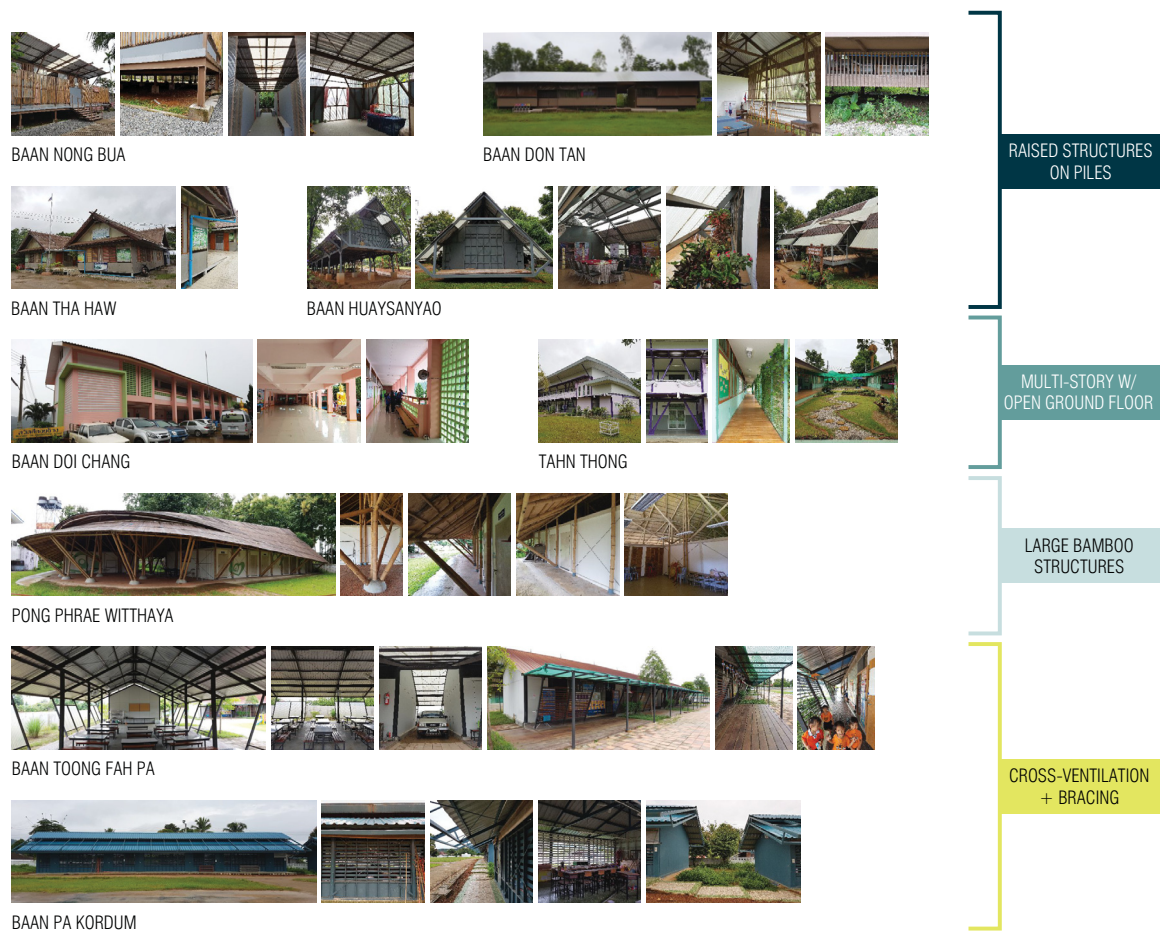 BAAN NONG BUA
BAAN DON TAN
RAISED STRUCTURES
ON PILES
BAAN THA HAW
BAAN HUAYSANYAO
BAAN DOI CHANG
TAHN THONG
MULTI-STORY W/
OPEN GROUND FLOOR
PONG PHRAE WITTHAYA
LARGE BAMBOO
STRUCTURES
BAAN TOONG FAH PA
BAAN PA KORDUM
CROSS-VENTILATION
+ BRACING